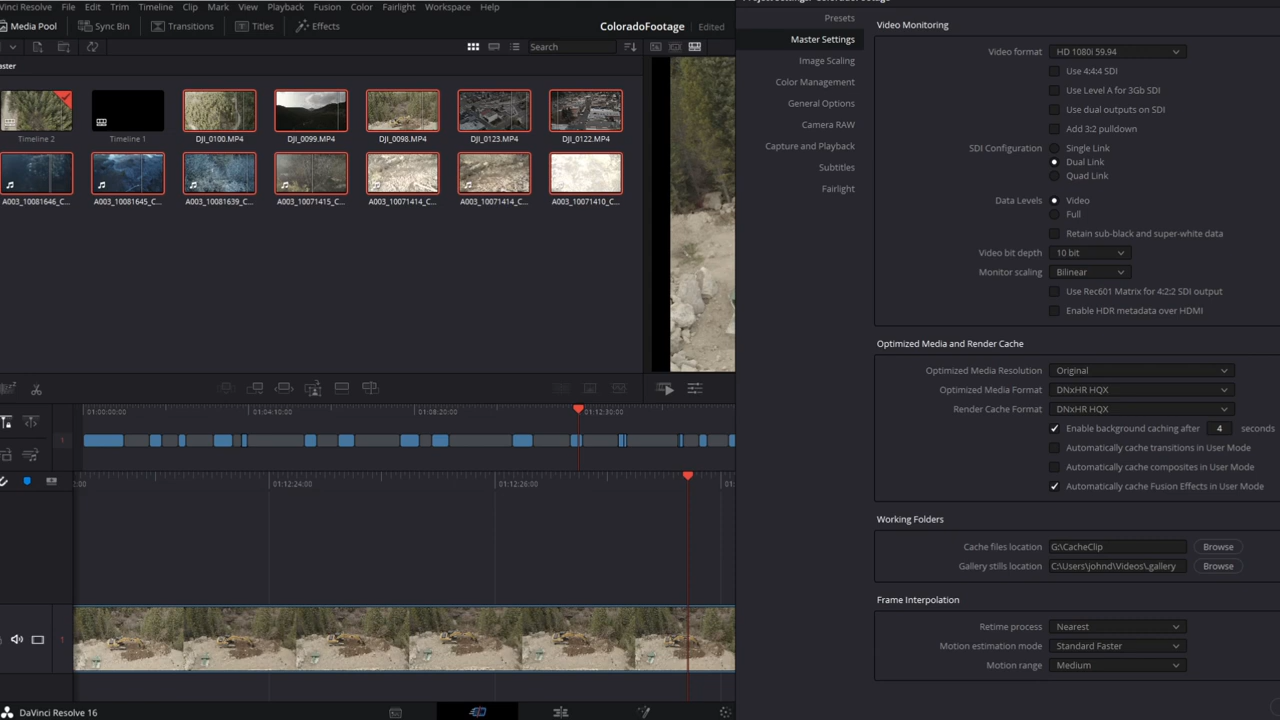 Vinci Resolve File Edit Trim Timeline Clip Mark View Playback Fusion Color Fairlight Workspace Help
Media Pool Sync Bin Transitions Titles Effects ColoradoFootage Edited
Search
aster
Timeline 2 Timeline 1 DJI_0100.MP4 DJI_0099.MP4 DJI_0098.MP4 DJI_0123.MP4 DJI_0122.MP4
A003_10081646_C... A003_10081645_C... A003_10081639_C... A003_10071415_C... A003_10071414_C... A003_10071414_C... A003_10071410_C...
01:00:00:00 01:04:10:00 01:08:20:00 01:12:30:00
1
2:00 01:12:24:00 01:12:26:00 01:
1
DaVinci Resolve 16
Presets
Master Settings
Image Scaling
Color Management
General Options
Camera RAW
Capture and Playback
Subtitles
Fairlight
Video Monitoring
Video format HD 1080i 59.94
Use 4:4:4 SDI
Use Level A for 3Gb SDI
Use dual outputs on SDI
Add 3:2 pulldown
SDI Configuration Single Link
Dual Link
Quad Link
Data Levels Video
Full
Retain sub-black and super-white data
Video bit depth 10 bit
Monitor scaling Bilinear
Use Rec601 Matrix for 4:2:2 SDI output
Enable HDR metadata over HDMI
Optimized Media and Render Cache
Optimized Media Resolution Original
Optimized Media Format DNxHR HQX
Render Cache Format DNxHR HQX
Enable background caching after 4 seconds
Automatically cache transitions in User Mode
Automatically cache composites in User Mode
Automatically cache Fusion Effects in User Mode
Working Folders
Cache files location G:\CacheClip Browse
Gallery stills location C:\Users\johnd\Videos\.gallery Browse
Frame Interpolation
Retime process Nearest
Motion estimation mode Standard Faster
Motion range Medium